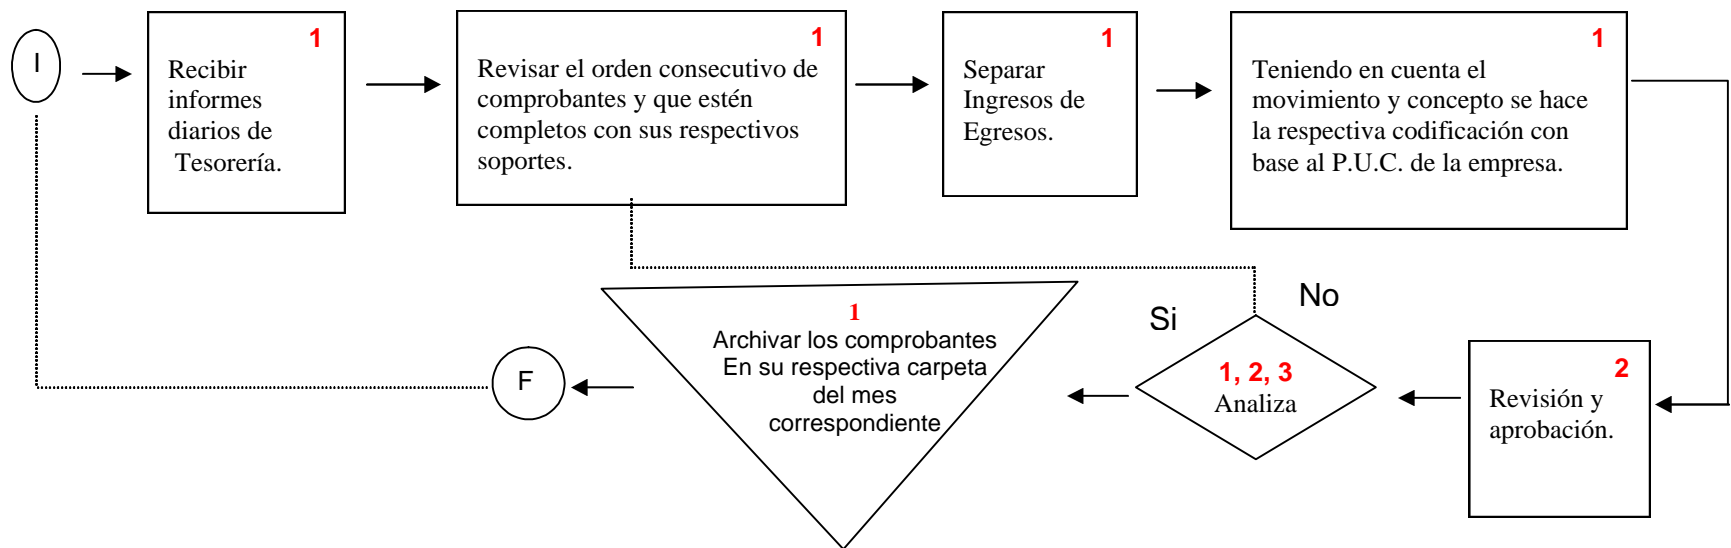 I
1
Recibir
informes
diarios de
Tesorería.
1
Revisar el orden consecutivo de
comprobantes y que estén
completos con sus respectivos
soportes.
1
Separar
Ingresos de
Egresos.
1
Teniendo en cuenta el
movimiento y concepto se hace
la respectiva codificación con
base al P.U.C. de la empresa.
2
Revisión y
aprobación.
No
Si
1, 2, 3
Analiza
1
Archivar los comprobantes
En su respectiva carpeta
del mes
correspondiente
F